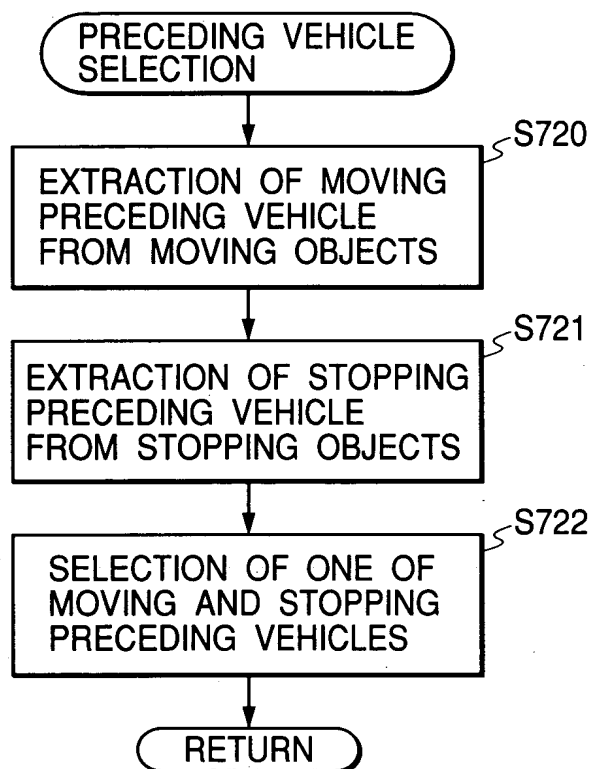 PRECEDING VEHICLE
SELECTION
S720
EXTRACTION OF MOVING
PRECEDING VEHICLE
FROM MOVING OBJECTS
S721
EXTRACTION OF STOPPING
PRECEDING VEHICLE
FROM STOPPING OBJECTS
S722
SELECTION OF ONE OF
MOVING AND STOPPING
PRECEDING VEHICLES
RETURN